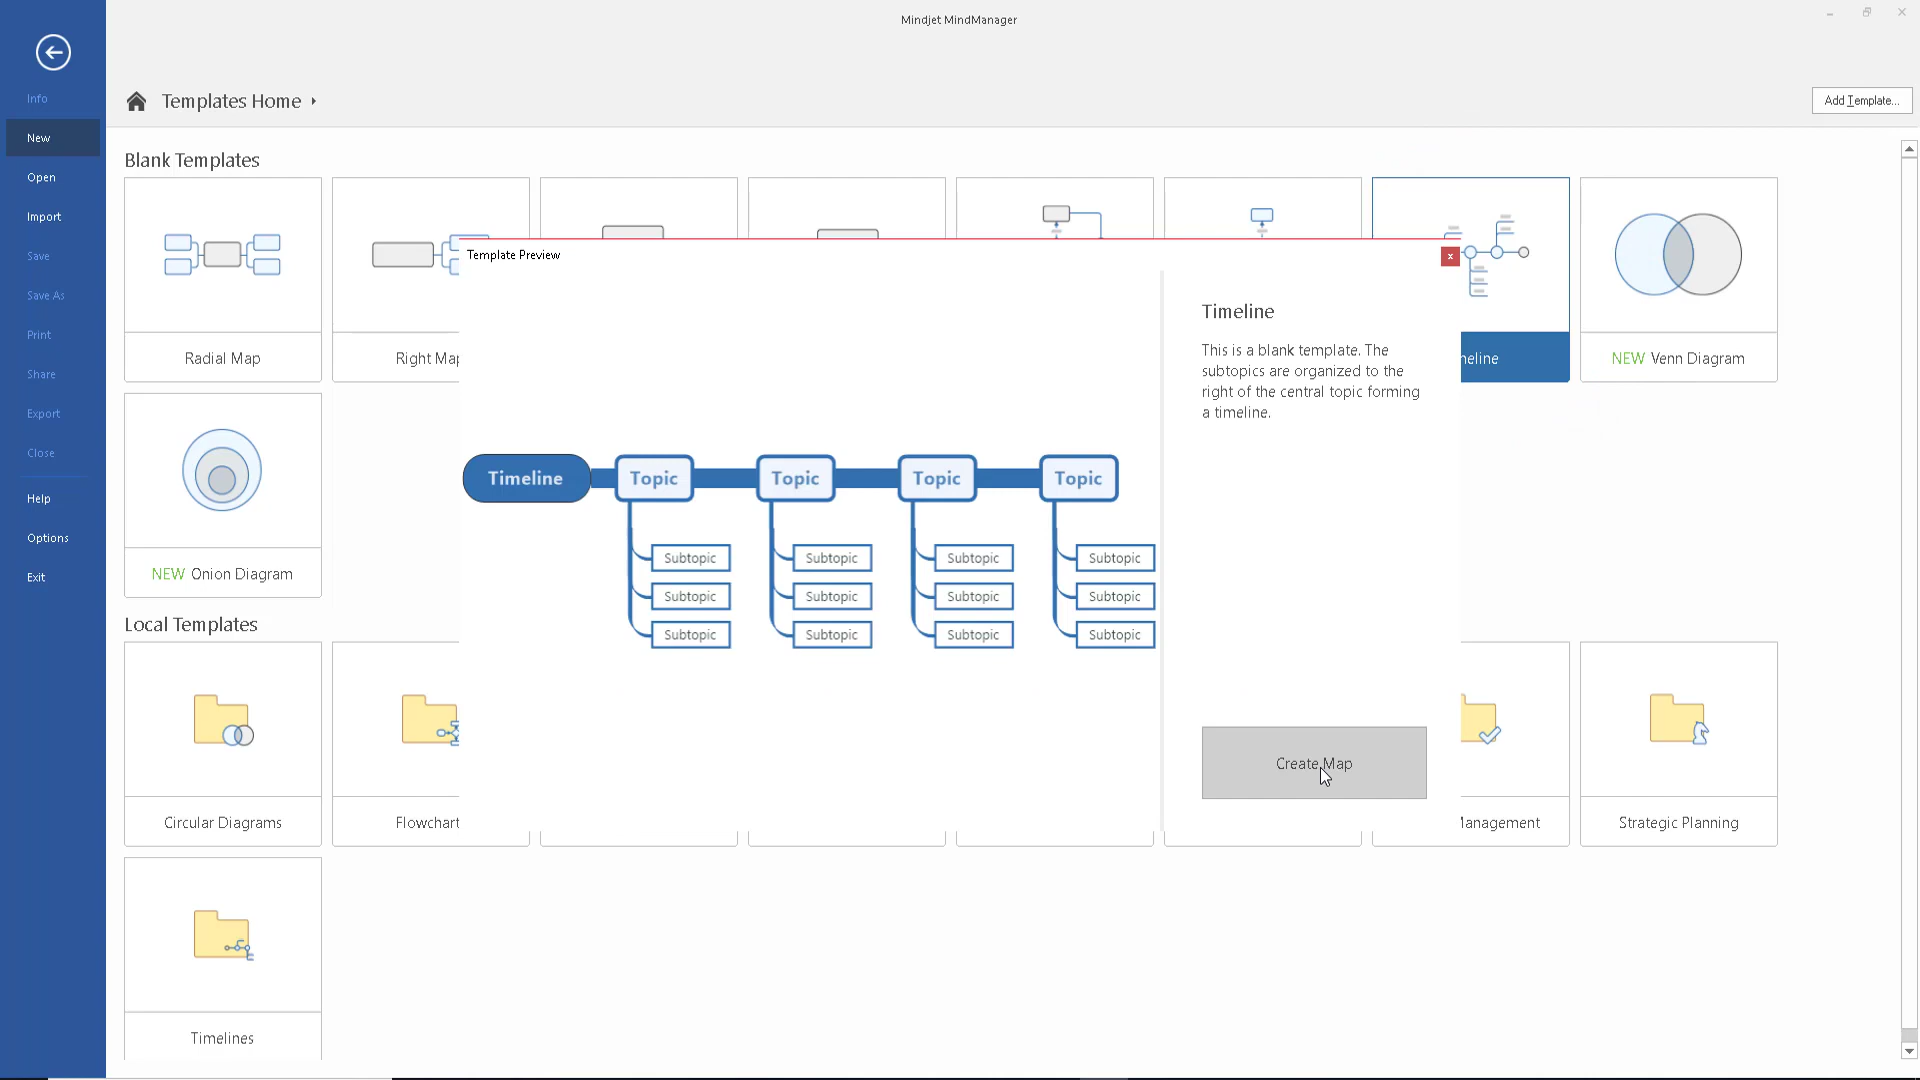 Mindjet MindManager
Info
New
Open
Import
Save
Save As
Print
Share
Export
Close
Help
Options
Exit
Templates Home
Add Template...
Blank Templates
Radial Map
Right Map
NEW Venn Diagram
NEW Onion Diagram
Template Preview
x
Timeline
Topic
Topic
Topic
Topic
Subtopic
Subtopic
Subtopic
Subtopic
Subtopic
Subtopic
Subtopic
Subtopic
Subtopic
Subtopic
Subtopic
Subtopic
Timeline
This is a blank template. The
subtopics are organized to the
right of the central topic forming
a timeline.
Create Map
Local Templates
Circular Diagrams
Flowchart
Management
Strategic Planning
Timelines